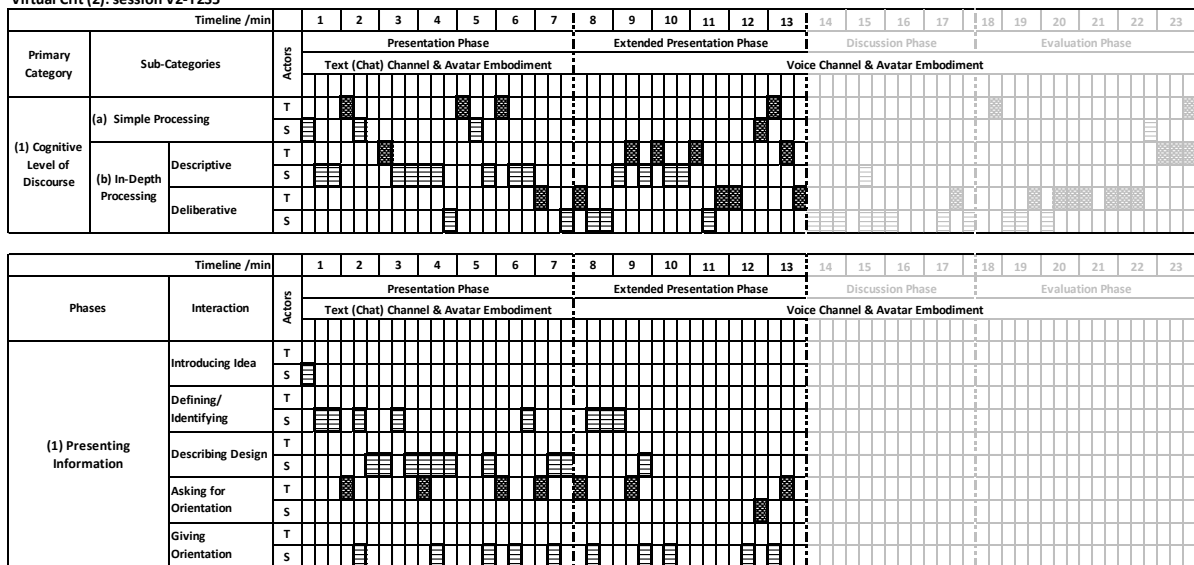 Virtual Crit (2): session V2-T235
Timeline /min 1 2 3 4 5 6 7 8 9 10 11 12 13 14 15 16 17 18 19 20 21 22 23
Primary Category Sub-Categories Actors Presentation Phase Extended Presentation Phase Discussion Phase Evaluation Phase
Text (Chat) Channel & Avatar Embodiment Voice Channel & Avatar Embodiment
(1) Cognitive Level of Discourse
(a) Simple Processing T
S
(b) In-Depth Processing
Descriptive T
S
Deliberative T
S
Timeline /min 1 2 3 4 5 6 7 8 9 10 11 12 13 14 15 16 17 18 19 20 21 22 23
Phases Interaction Actors Presentation Phase Extended Presentation Phase Discussion Phase Evaluation Phase
Text (Chat) Channel & Avatar Embodiment Voice Channel & Avatar Embodiment
(1) Presenting Information
Introducing Idea T
S
Defining/ T
Identifying S
Describing Design T
S
Asking for T
Orientation S
Giving T
Orientation S